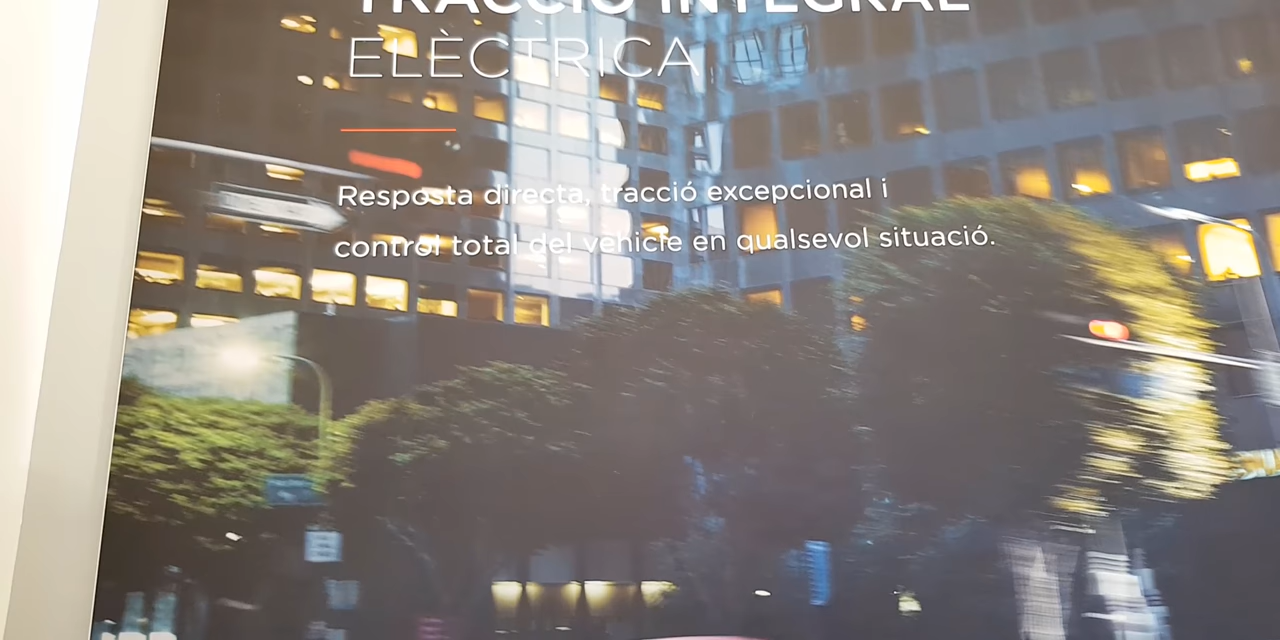 TRACCIÓ INTEGRAL
ELÈCTRICA
Resposta directa, tracció excepcional i
control total del vehicle en qualsevol situació.